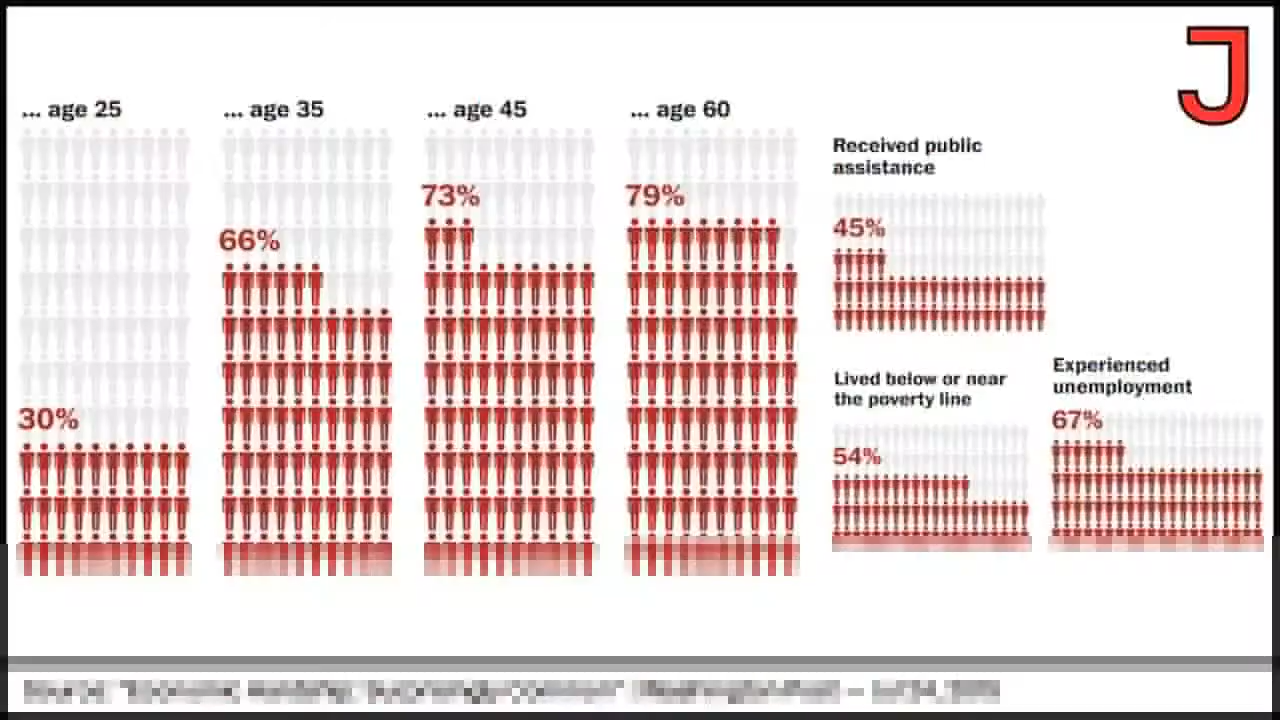 J
... age 25
... age 35
... age 45
... age 60
30%
66%
73%
79%
Received public
assistance
45%
Lived below or near
the poverty line
54%
Experienced
unemployment
67%